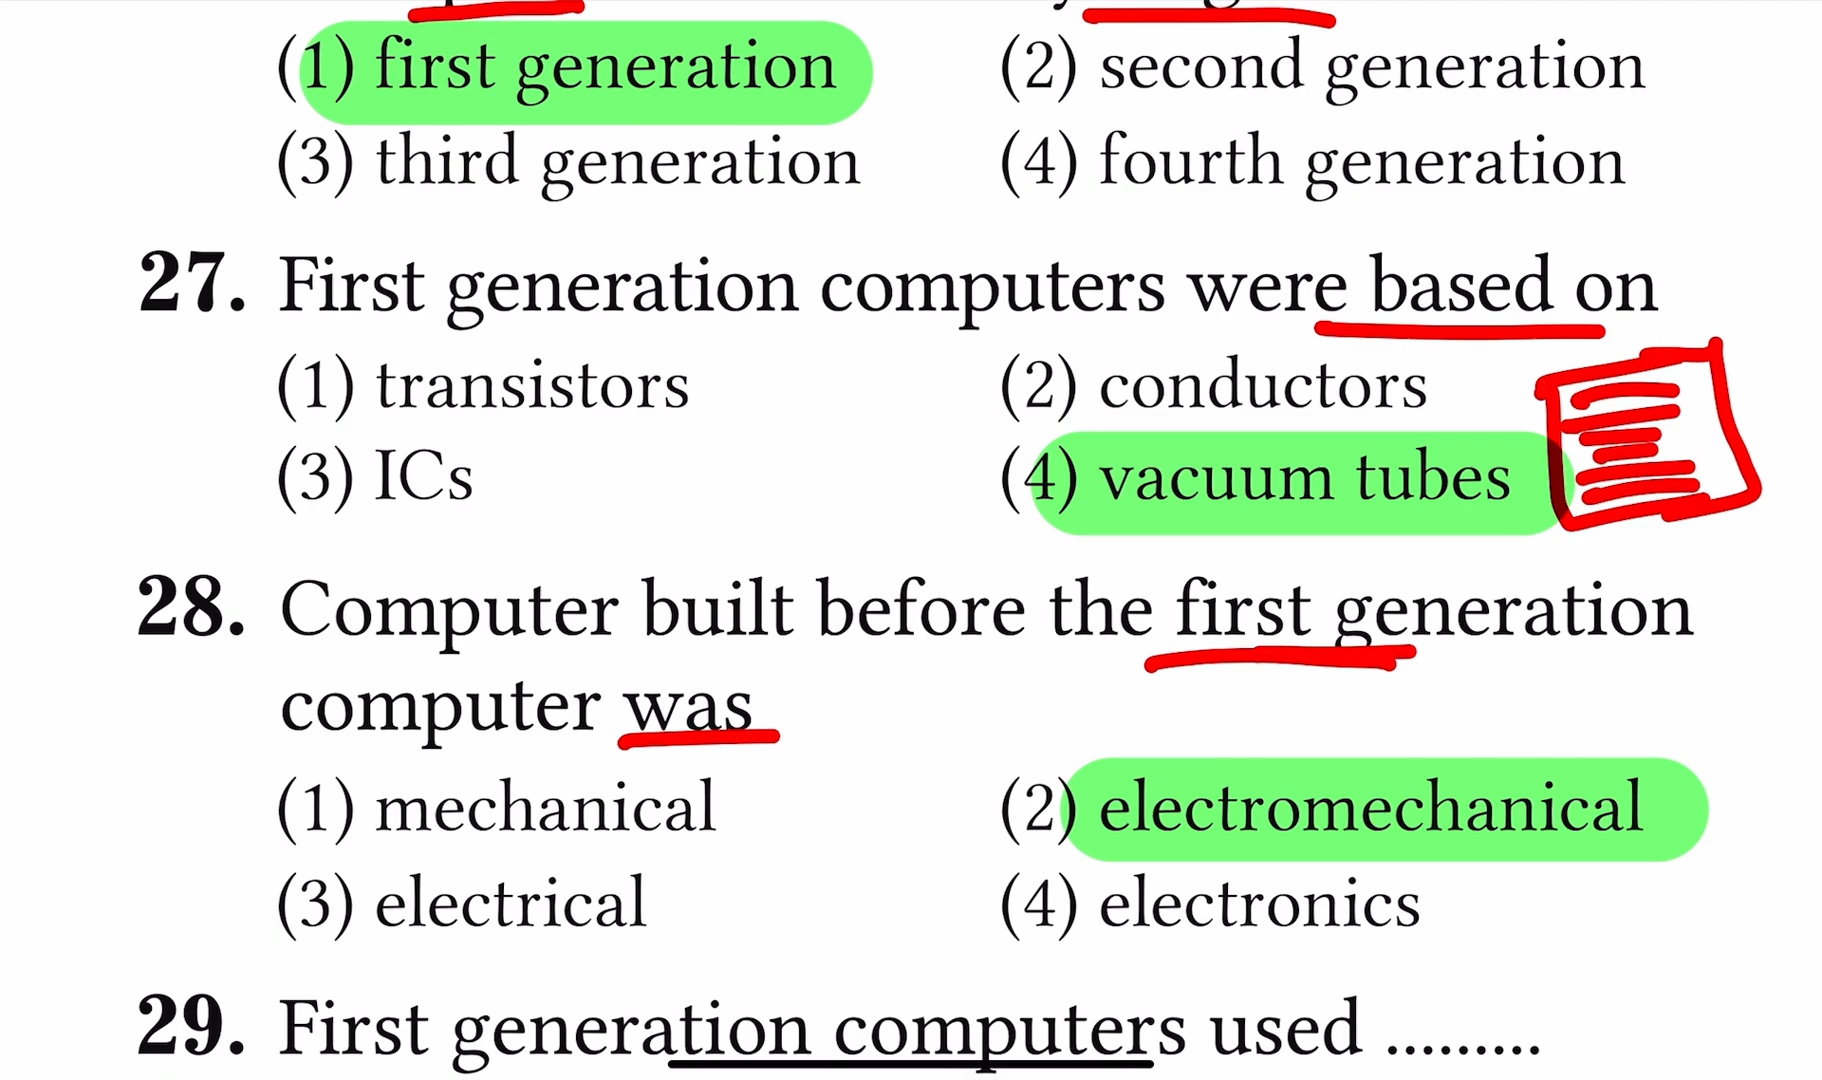 (1) first generation (2) second generation
(3) third generation (4) fourth generation
27. First generation computers were based on
(1) transistors (2) conductors
(3) ICs (4) vacuum tubes
28. Computer built before the first generation
computer was
(1) mechanical (2) electromechanical
(3) electrical (4) electronics
29. First generation computers used .........